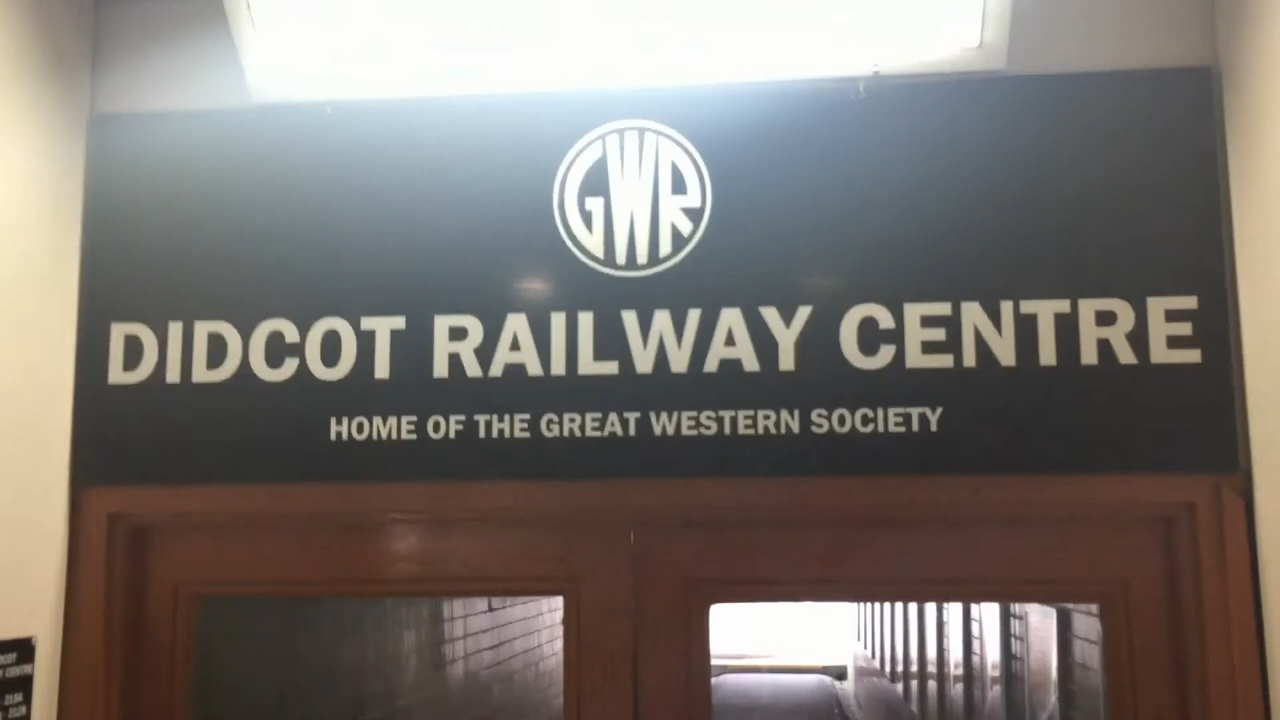 GWR
DIDCOT RAILWAY CENTRE
HOME OF THE GREAT WESTERN SOCIETY